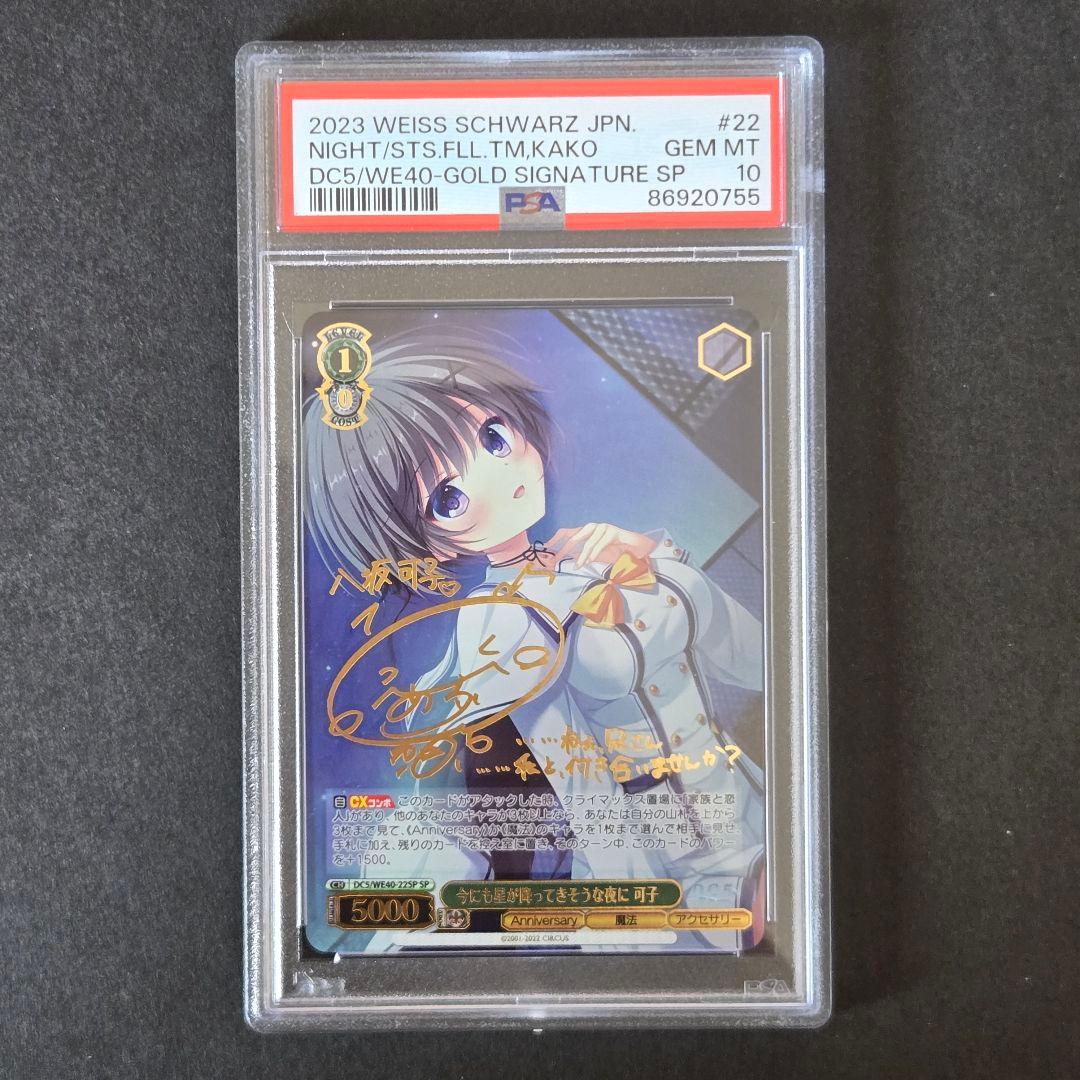 2023 WEISS SCHWARZ JPN. #22
NIGHT/STS.FLL.TM,KAKO GEM MT
DC5/WE40-GOLD SIGNATURE SP 10
PSA 86920755
LEVEL
1
0
COST
八坂可子
……ねぇ、兄さん
……私と、付き合いませんか?
自 CXコンボ このカードがアタックした時、クライマックス置場に「家族と恋
人」があり、他のあなたのキャラが3枚以上なら、あなたは自分の山札を上から
3枚まで見て、《Anniversary》か《魔法》のキャラを1枚まで選んで相手に見せ、
手札に加え、残りのカードを控え室に置き、そのターン中、このカードのパワー
を+1500。
CH DC5/WE40-22SP SP
今にも星が降ってきそうな夜に 可子
5000 Anniversary 魔法 アクセサリー
©2001-2022 CIRCUS
PSA